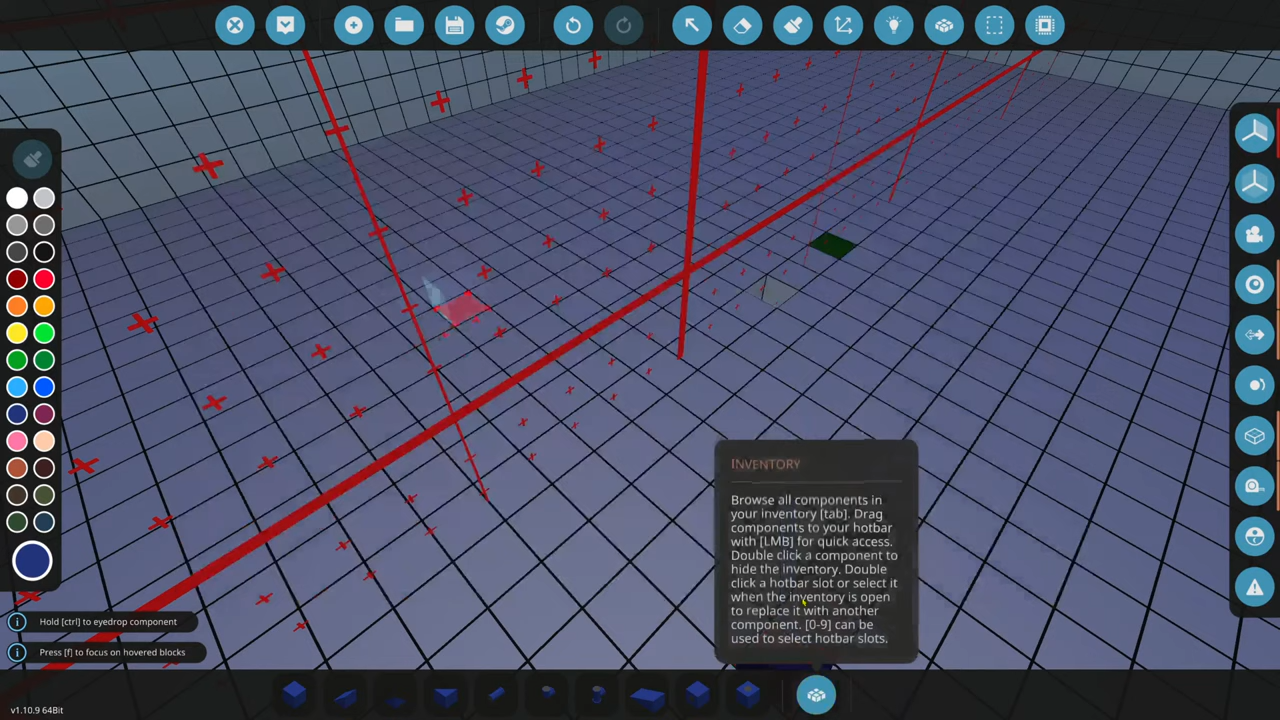 INVENTORY
Browse all components in
your inventory [tab]. Drag
components to your hotbar
with [LMB] for quick access.
Double click a component to
hide the inventory. Double
click a hotbar slot or select it
when the inventory is open
to replace it with another
component. [0-9] can be
used to select hotbar slots.
Hold [ctrl] to eyedrop component
Press [f] to focus on hovered blocks
v1.10.9 64Bit